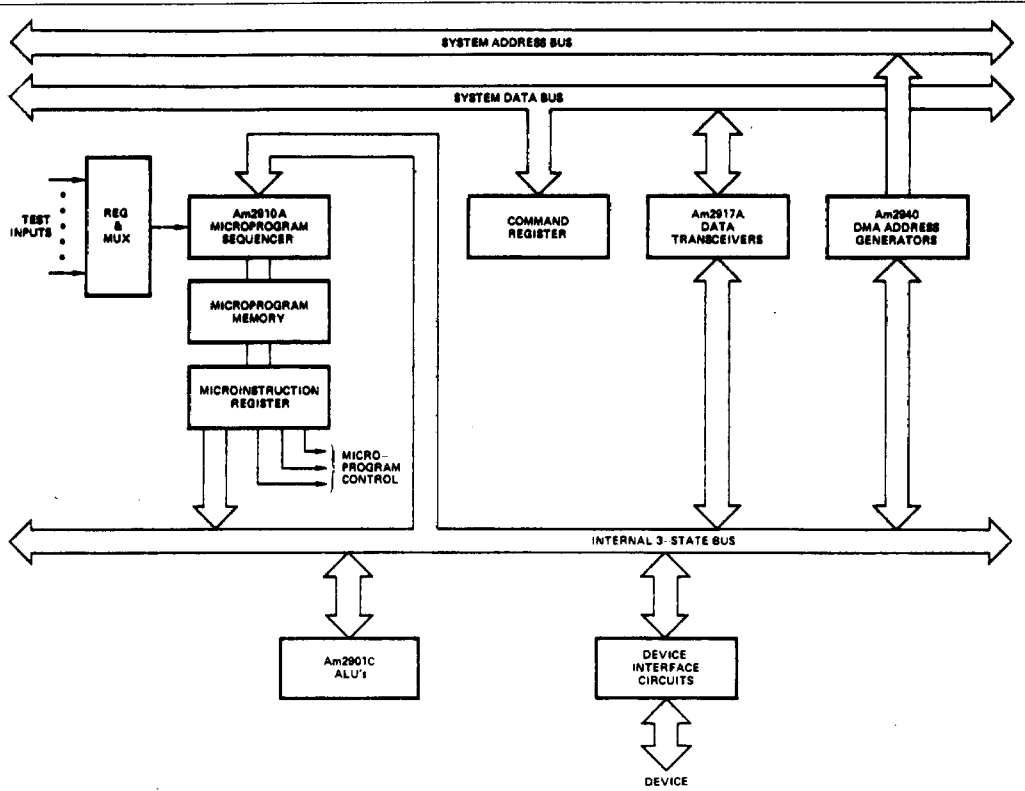 SYSTEM ADDRESS BUS
SYSTEM DATA BUS
TEST
INPUTS
REG
&
MUX
Am2910A
MICROPROGRAM
SEQUENCER
COMMAND
REGISTER
Am2917A
DATA
TRANSCEIVERS
Am2940
DMA ADDRESS
GENERATORS
MICROPROGRAM
MEMORY
MICROINSTRUCTION
REGISTER
MICRO-
PROGRAM
CONTROL
INTERNAL 3-STATE BUS
Am2901C
ALU's
DEVICE
INTERFACE
CIRCUITS
DEVICE